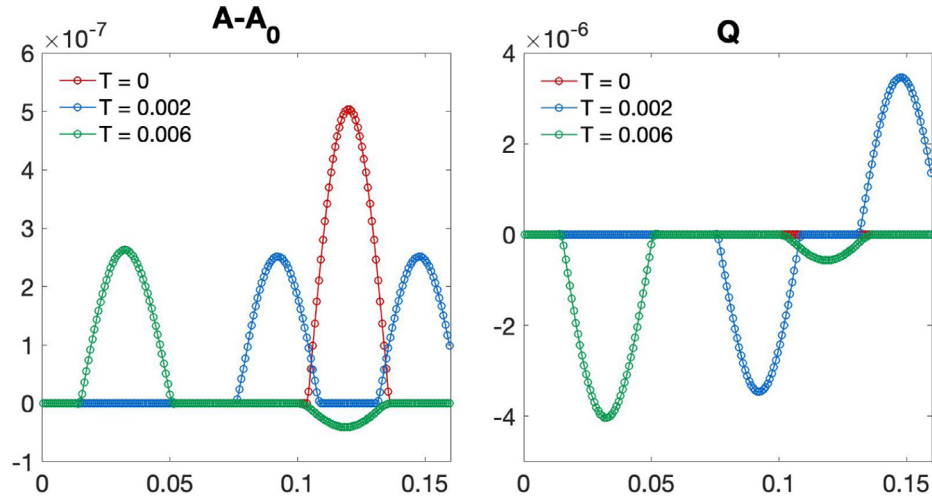 A-A₀
×10⁻⁷
T = 0
T = 0.002
T = 0.006
6
5
4
3
2
1
0
-1
0
0.05
0.1
0.15
Q
×10⁻⁶
T = 0
T = 0.002
T = 0.006
4
2
0
-2
-4
0
0.05
0.1
0.15